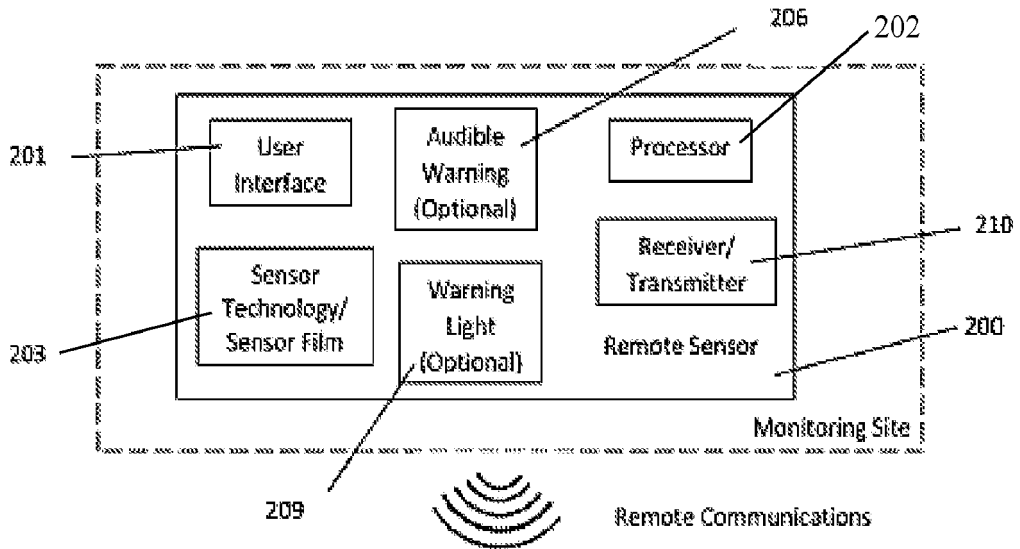 206
202
201
User
Interface
Audible
Warning
(Optional)
Processor
210
Receiver/
Transmitter
Sensor
Technology/
Sensor Film
203
Warning
Light
(Optional)
Remote Sensor
200
Monitoring Site
209
Remote Communications